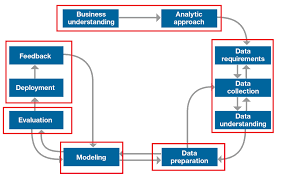 Business
understanding
Analytic
approach
Feedback
Data
requirements
Deployment
Data
collection
Evaluation
Data
understanding
Modeling
Data
preparation